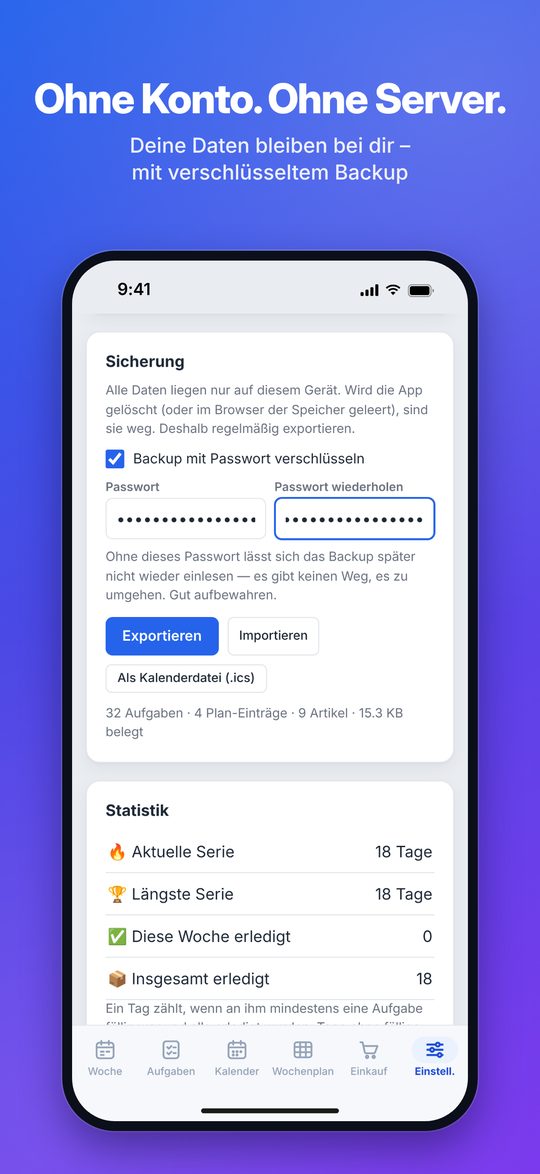 Ohne Konto. Ohne Server.
Deine Daten bleiben bei dir –
mit verschlüsseltem Backup
9:41
Sicherung
Alle Daten liegen nur auf diesem Gerät. Wird die App
gelöscht (oder im Browser der Speicher geleert), sind
sie weg. Deshalb regelmäßig exportieren.
Backup mit Passwort verschlüsseln
Passwort
Passwort wiederholen
Ohne dieses Passwort lässt sich das Backup später
nicht wieder einlesen — es gibt keinen Weg, es zu
umgehen. Gut aufbewahren.
Exportieren
Importieren
Als Kalenderdatei (.ics)
32 Aufgaben · 4 Plan-Einträge · 9 Artikel · 15.3 KB
belegt
Statistik
🔥 Aktuelle Serie 18 Tage
🏆 Längste Serie 18 Tage
✅ Diese Woche erledigt 0
📦 Insgesamt erledigt 18
Ein Tag zählt, wenn an ihm mindestens eine Aufgabe
Woche
Aufgaben
Kalender
Wochenplan
Einkauf
Einstell.